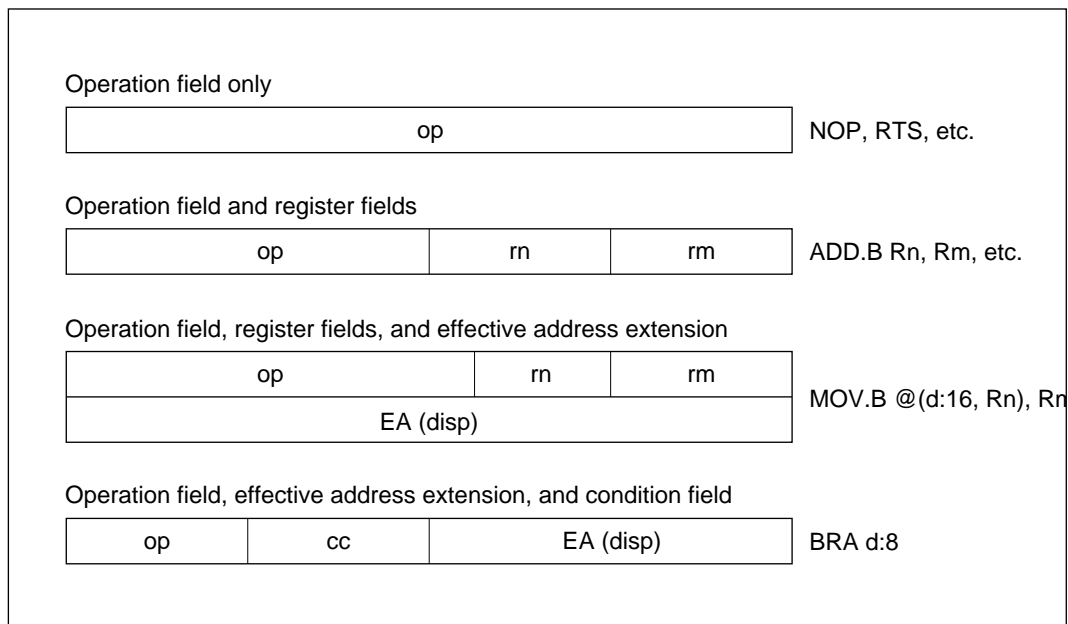 Operation field only
op
NOP, RTS, etc.
Operation field and register fields
op rn rm
ADD.B Rn, Rm, etc.
Operation field, register fields, and effective address extension
op rn rm
EA (disp)
MOV.B @(d:16, Rn), Rm
Operation field, effective address extension, and condition field
op cc EA (disp)
BRA d:8